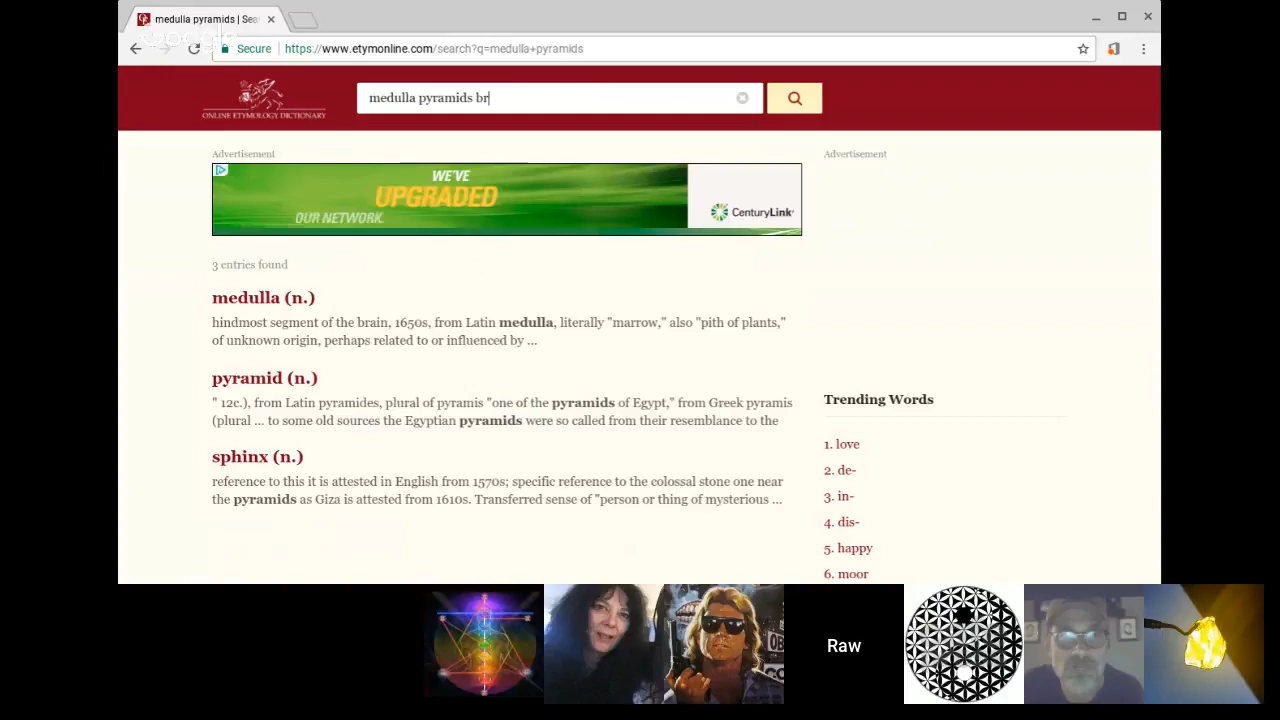 medulla pyramids | Sea
Google
Secure
https://www.etymonline.com/search?q=medulla+pyramids
ONLINE ETYMOLOGY DICTIONARY
medulla pyramids br
Advertisement
Advertisement
WE'VE
UPGRADED
OUR NETWORK.
CenturyLink
3 entries found
medulla (n.)
hindmost segment of the brain, 1650s, from Latin medulla, literally "marrow," also "pith of plants,"
of unknown origin, perhaps related to or influenced by ...
pyramid (n.)
" 12c.), from Latin pyramides, plural of pyramis "one of the pyramids of Egypt," from Greek pyramis
(plural ... to some old sources the Egyptian pyramids were so called from their resemblance to the
sphinx (n.)
reference to this it is attested in English from 1570s; specific reference to the colossal stone one near
the pyramids as Giza is attested from 1610s. Transferred sense of "person or thing of mysterious ...
Trending Words
1. love
2. de-
3. in-
4. dis-
5. happy
6. moor
Raw